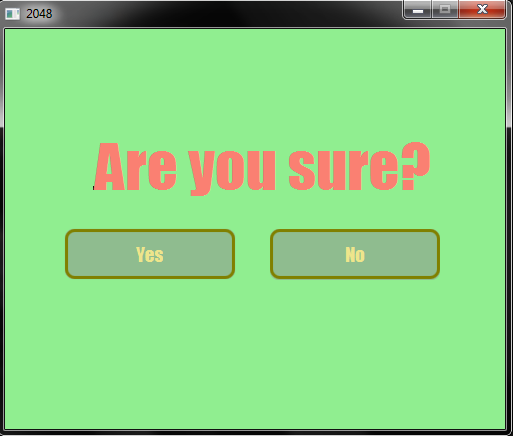 2048
Are you sure?
Yes
No